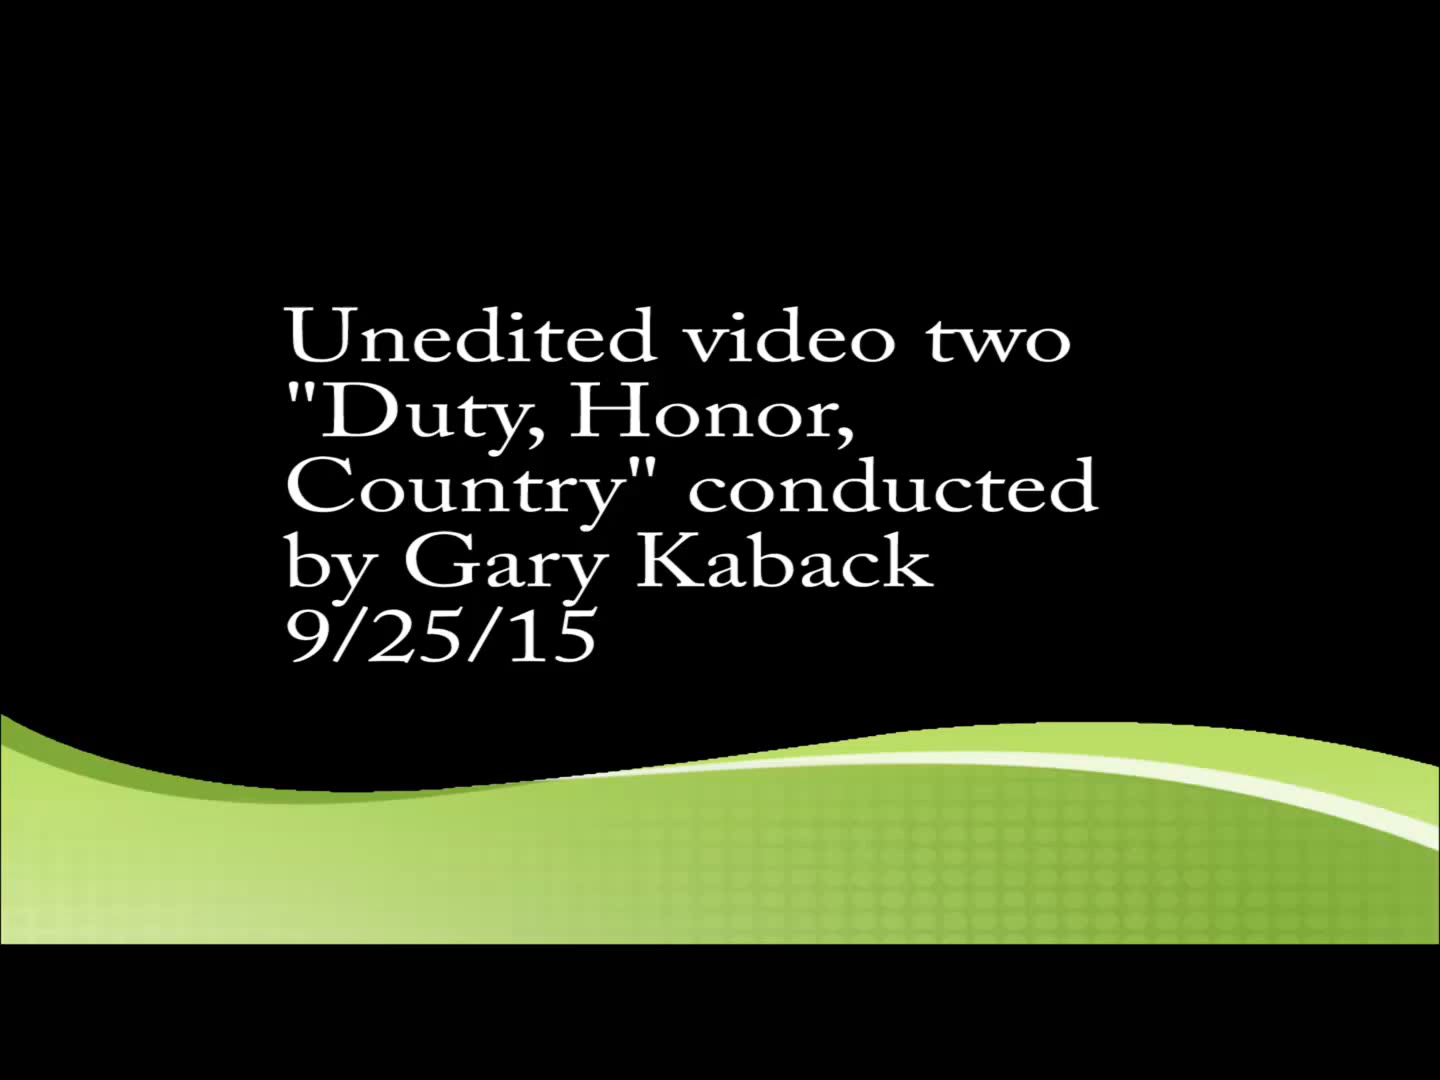 Unedited video two
"Duty, Honor,
Country" conducted
by Gary Kaback
9/25/15